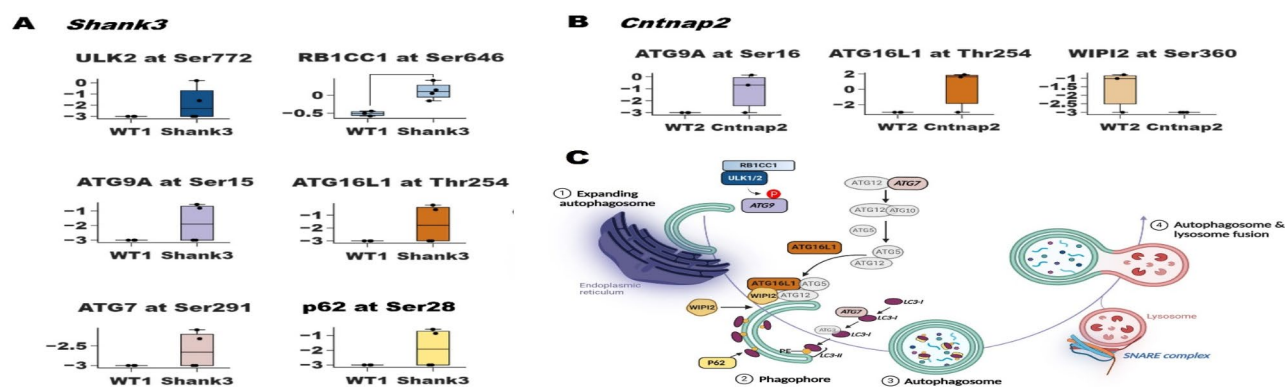 A Shank3
ULK2 at Ser772
0
−1
−2
−3
WT1 Shank3
RB1CC1 at Ser646
0
−0.5
WT1 Shank3
ATG9A at Ser15
−1
−2
−3
WT1 Shank3
ATG16L1 at Thr254
−1
−2
−3
WT1 Shank3
ATG7 at Ser291
−2.5
−3
WT1 Shank3
p62 at Ser28
−1
−2
−3
WT1 Shank3
B Cntnap2
ATG9A at Ser16
0
−1
−2
−3
WT2 Cntnap2
ATG16L1 at Thr254
2
0
−2
WT2 Cntnap2
WIPI2 at Ser360
−1
−1.5
−2
−2.5
−3
WT2 Cntnap2
C
1 Expanding
autophagosome
RB1CC1
ULK1/2
P
ATG9
Endoplasmic
reticulum
ATG12 ATG7
ATG12 ATG10
ATG5
ATG5
ATG12
ATG16L1
ATG16L1 ATG5
WIPI2 ATG12
WIPI2
P62
PE
LC3-I
ATG7
LC3-I
LC3-I
LC3-II
2 Phagophore
3 Autophagosome
4 Autophagosome &
lysosome fusion
Lysosome
SNARE complex